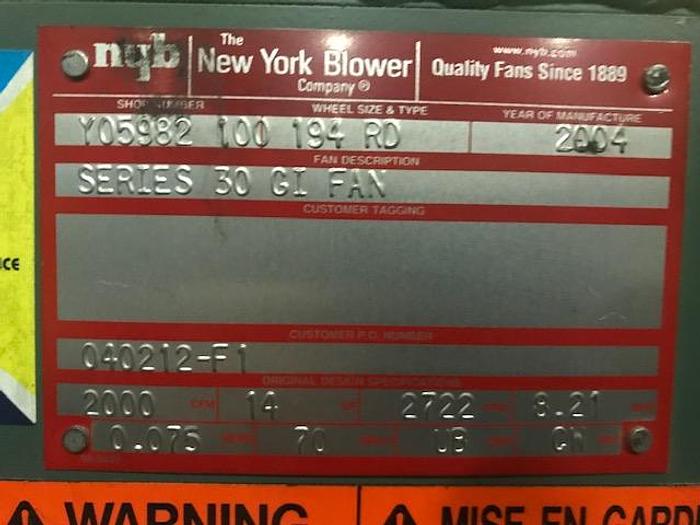 nyb The New York Blower Company® www.nyb.com Quality Fans Since 1889
SHOP NUMBER WHEEL SIZE & TYPE YEAR OF MANUFACTURE
Y05982 100 194 RD 2004
FAN DESCRIPTION
SERIES 30 GI FAN
CUSTOMER TAGGING
CUSTOMER P.O. NUMBER
040212-F1
ORIGINAL DESIGN SPECIFICATIONS
2000 CFM 14 2722 8.21
0.075 70 UB CW
ICE
WARNING MISE EN GARD